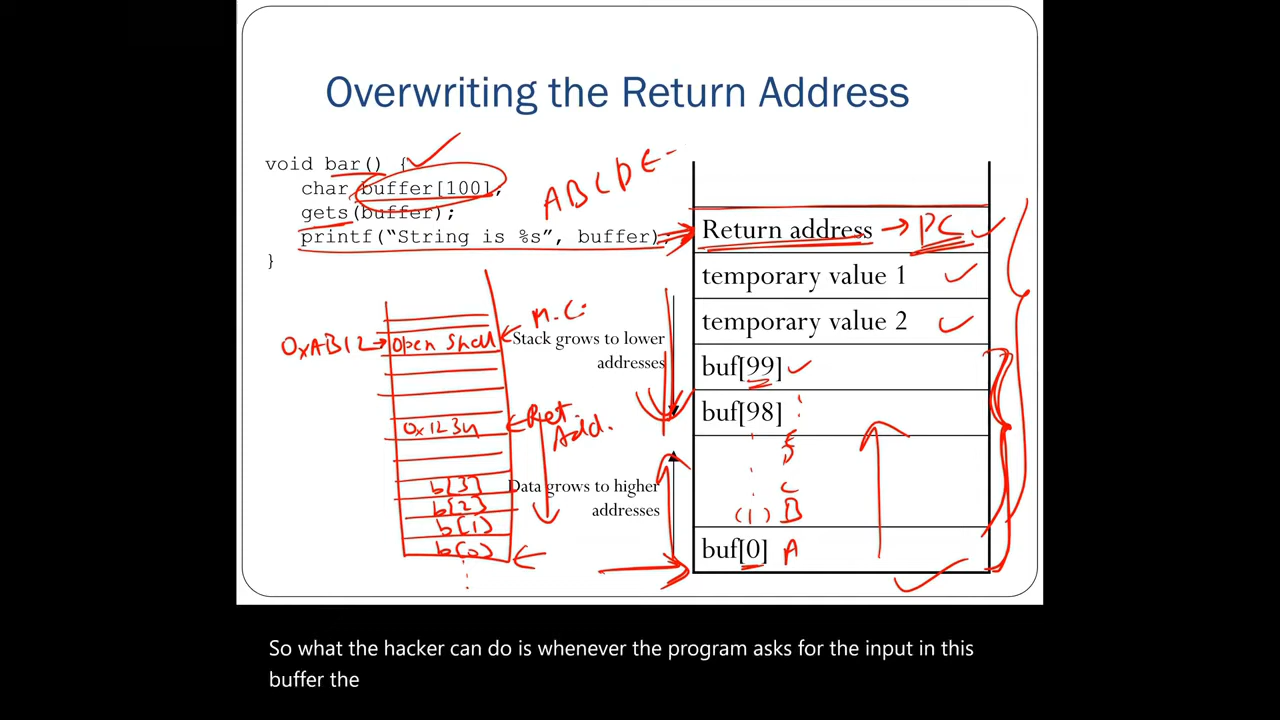 Overwriting the Return Address
void bar() {
char buffer[100];
gets(buffer);
printf("String is %s", buffer);
}
ABCDE
Return address → PC
temporary value 1
temporary value 2
buf[99]
buf[98]
E
D
C
(1) B
buf[0] A
Stack grows to lower
addresses
Data grows to higher
addresses
M.C.
0xAB12 → Open Shell
Ret.
Add.
0x1234
b[3]
b[2]
b[1]
b[0]
So what the hacker can do is whenever the program asks for the input in this
buffer the